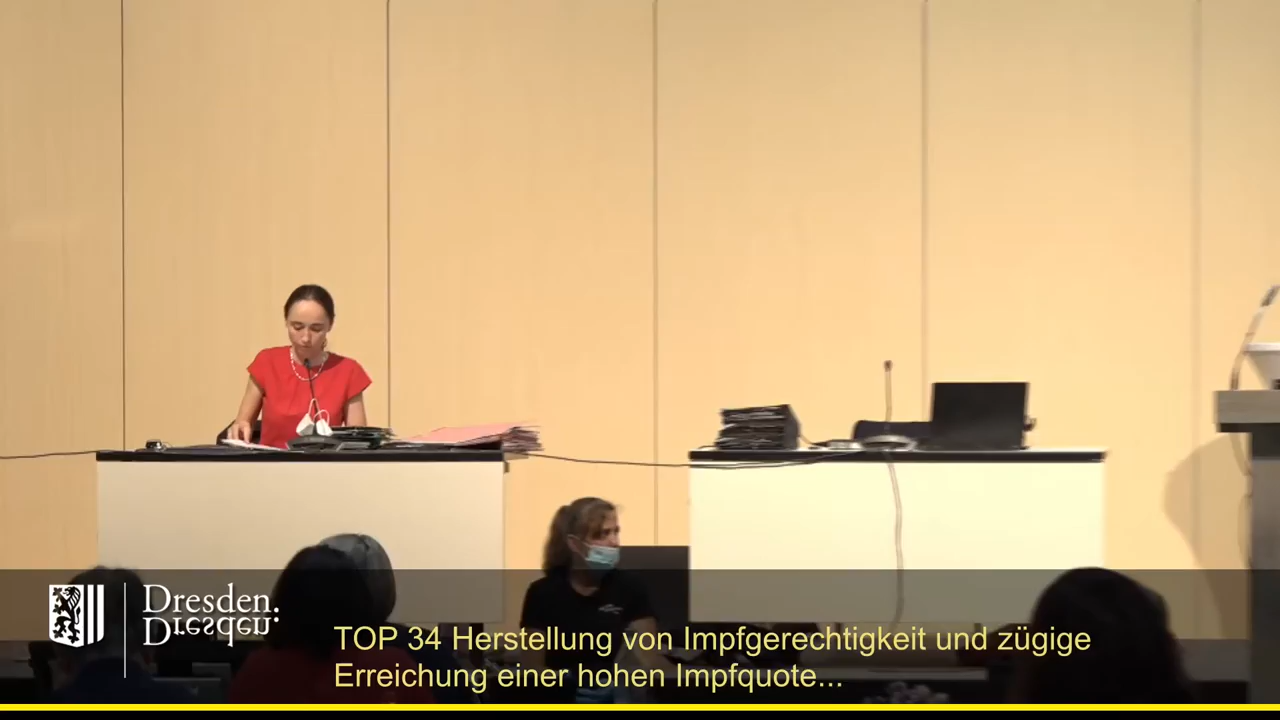 Dresden.
Dresden.
TOP 34 Herstellung von Impfgerechtigkeit und zügige
Erreichung einer hohen Impfquote...